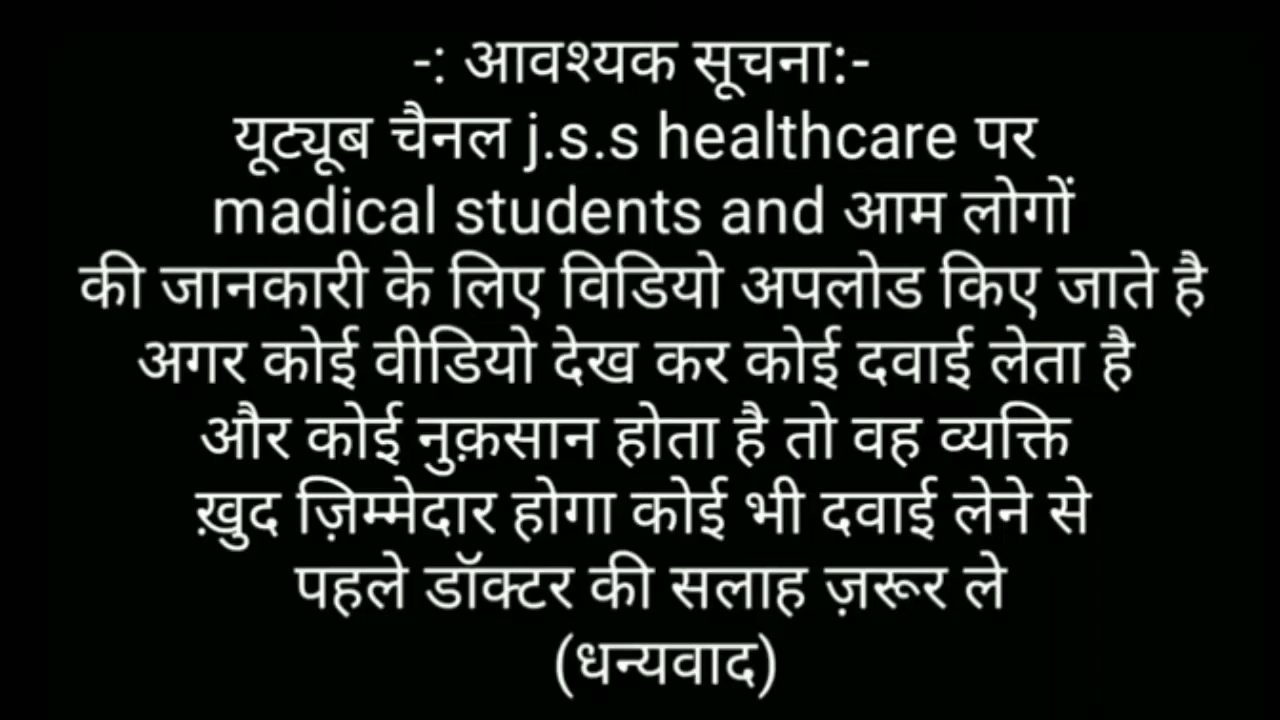 -: आवश्यक सूचना:-
यूट्यूब चैनल j.s.s healthcare पर
madical students and आम लोगों
की जानकारी के लिए विडियो अपलोड किए जाते है
अगर कोई वीडियो देख कर कोई दवाई लेता है
और कोई नुक़सान होता है तो वह व्यक्ति
ख़ुद ज़िम्मेदार होगा कोई भी दवाई लेने से
पहले डॉक्टर की सलाह ज़रूर ले
(धन्यवाद)